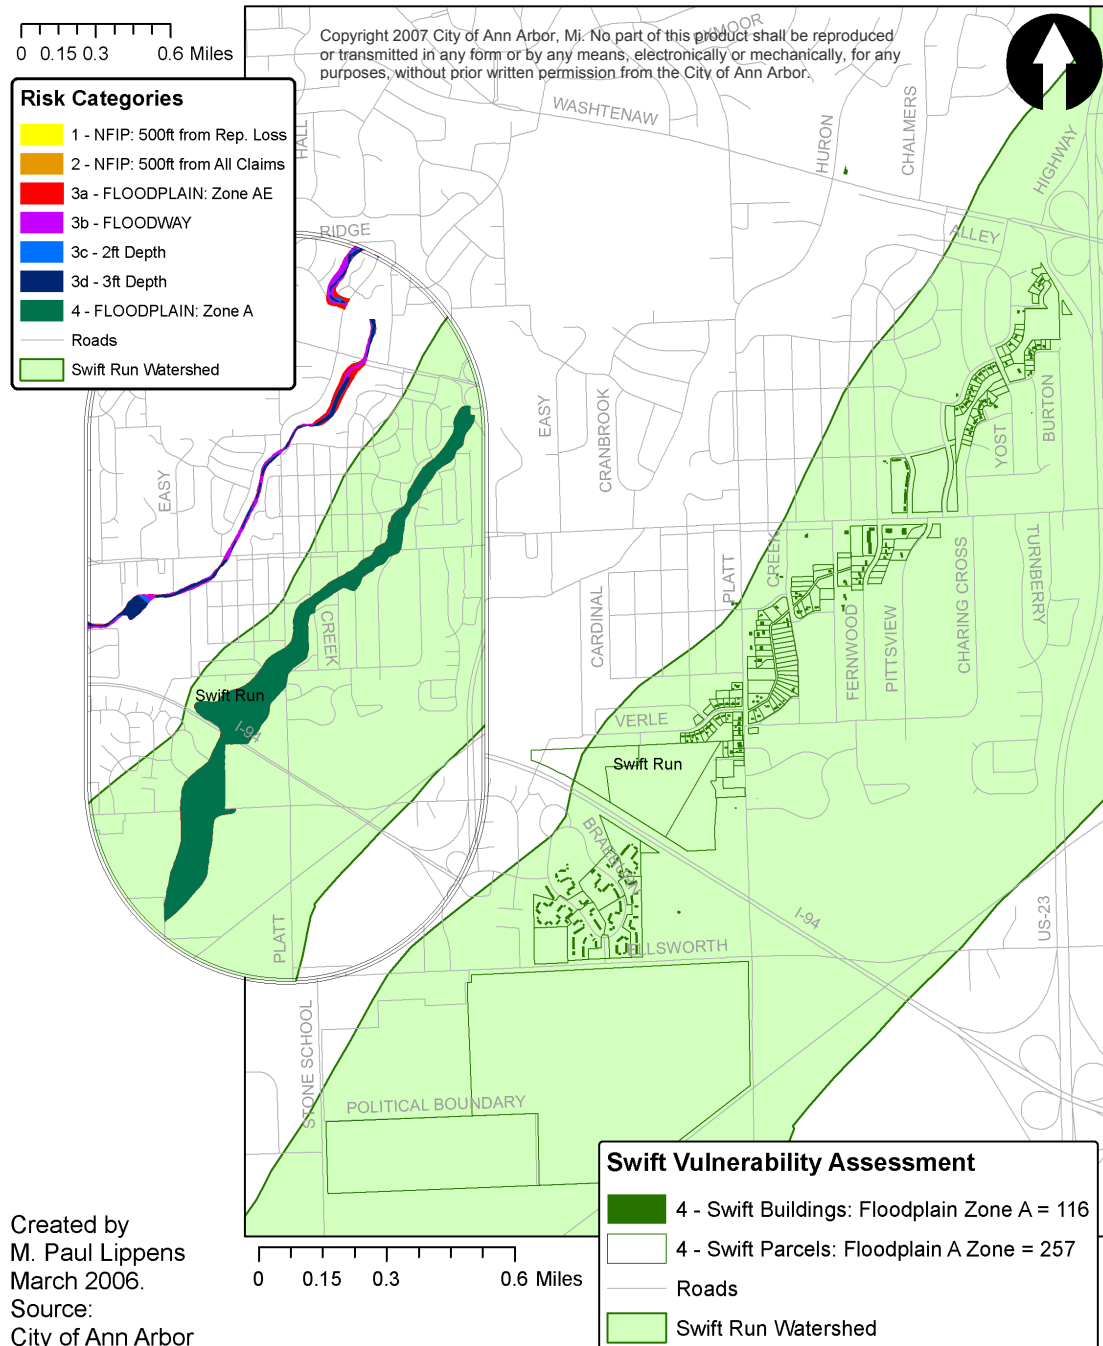 0 0.15 0.3 0.6 Miles
Copyright 2007 City of Ann Arbor, Mi. No part of this product shall be reproduced
or transmitted in any form or by any means, electronically or mechanically, for any
purposes, without prior written permission from the City of Ann Arbor.
Risk Categories
1 - NFIP: 500ft from Rep. Loss
2 - NFIP: 500ft from All Claims
3a - FLOODPLAIN: Zone AE
3b - FLOODWAY
3c - 2ft Depth
3d - 3ft Depth
4 - FLOODPLAIN: Zone A
Roads
Swift Run Watershed
HALL
WASHTENAW
HURON
CHALMERS
HIGHWAY
RIDGE
ALLEY
EASY
CREEK
Swift Run
I-94
PLATT
EASY
CRANBROOK
YOST
BURTON
CARDINAL
PLATT
CREEK
FERNWOOD
PITTSVIEW
CHARING CROSS
TURNBERRY
VERLE
Swift Run
BRAEBURN
I-94
US-23
ELLSWORTH
STONE SCHOOL
POLITICAL BOUNDARY
Swift Vulnerability Assessment
4 - Swift Buildings: Floodplain Zone A = 116
4 - Swift Parcels: Floodplain A Zone = 257
Roads
Swift Run Watershed
Created by
M. Paul Lippens
March 2006.
Source:
City of Ann Arbor
0 0.15 0.3 0.6 Miles